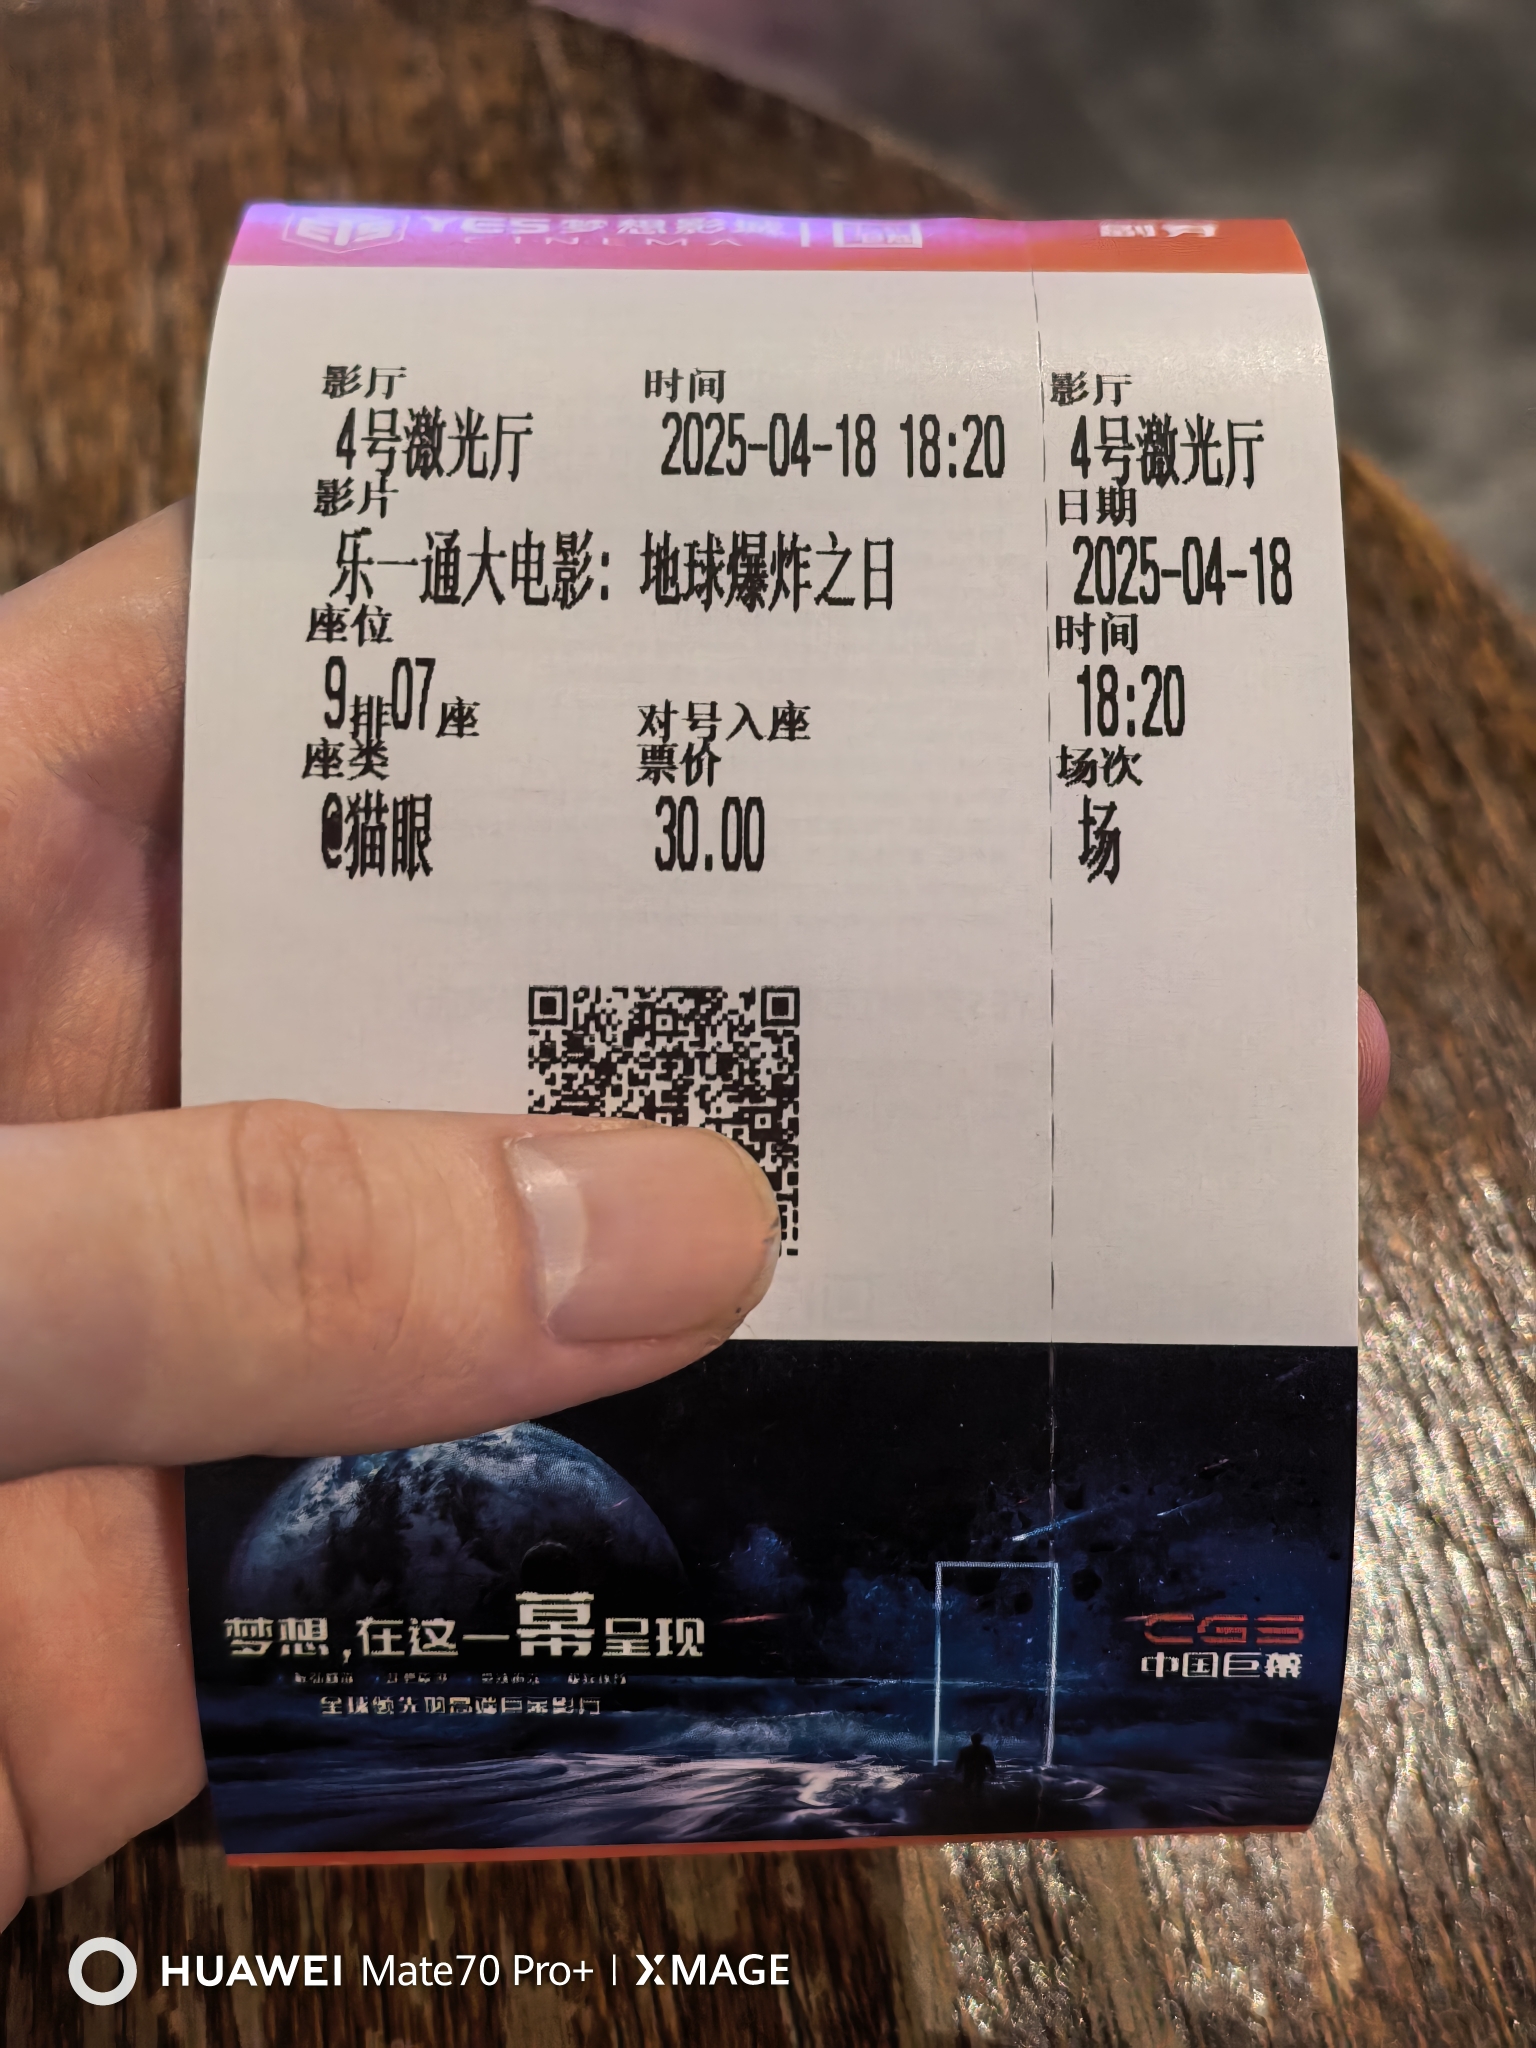 YES 梦想影城
CINEMA
副券
影厅
4号激光厅
时间
2025-04-18 18:20
影片
乐一通大电影: 地球爆炸之日
座位
9排07座
对号入座
座类
@猫眼
票价
30.00
影厅
4号激光厅
日期
2025-04-18
时间
18:20
场次
场
梦想,在这一幕呈现
全球领先的高端巨幕影厅
CGS
中国巨幕
HUAWEI Mate70 Pro+ | XMAGE